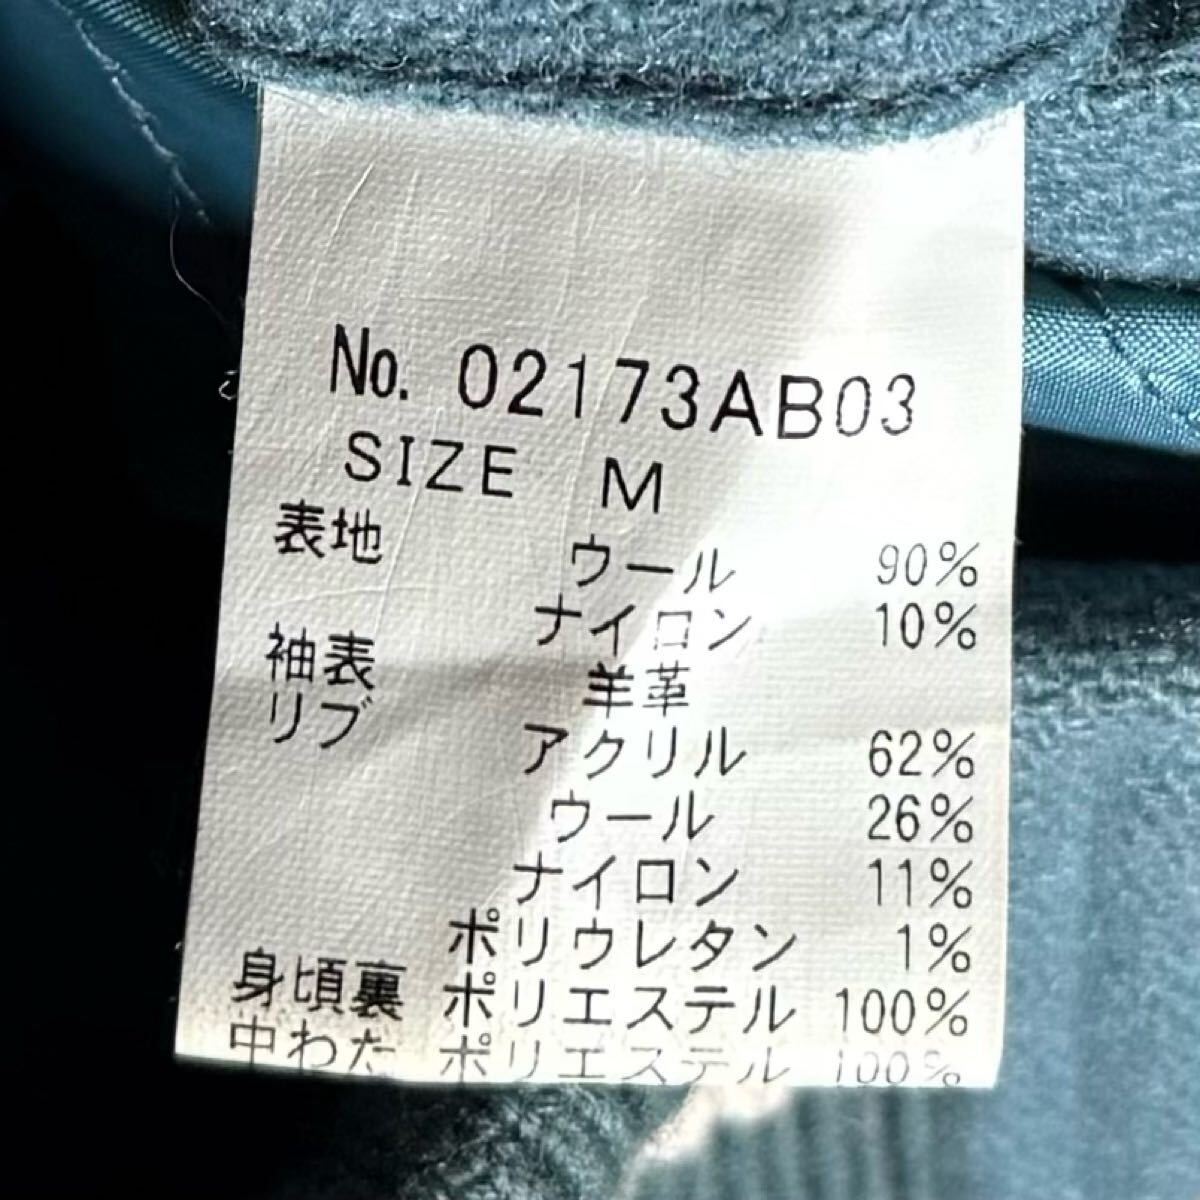 No. 02173AB03
SIZE M
表地 ウール 90%
ナイロン 10%
袖表 羊革
リブ アクリル 62%
ウール 26%
ナイロン 11%
ポリウレタン 1%
身頃裏 ポリエステル 100%
中わた ポリエステル 100%